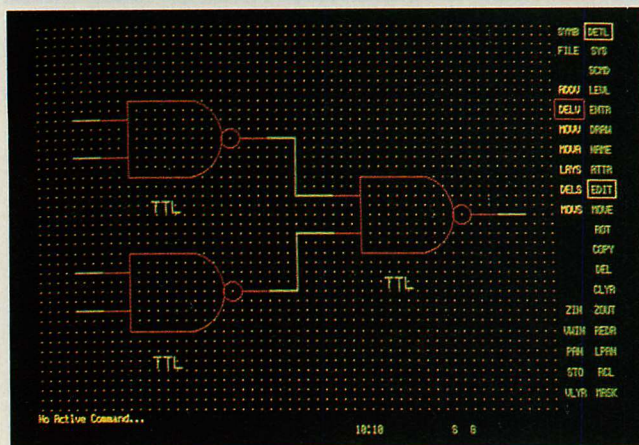 SYMB DETL
FILE SYS
SCMD
ADDV LEVL
DELV ENTR
MOVV DRAW
MOVA NAME
LAYS ATTR
DELS EDIT
MOVS MOVE
ROT
COPY
DEL
CLYR
ZIN ZOUT
VWIN REDR
PAN LPAN
STO RCL
VLYR MASK
TTL
TTL
TTL
No Active Command...
10:10 S G